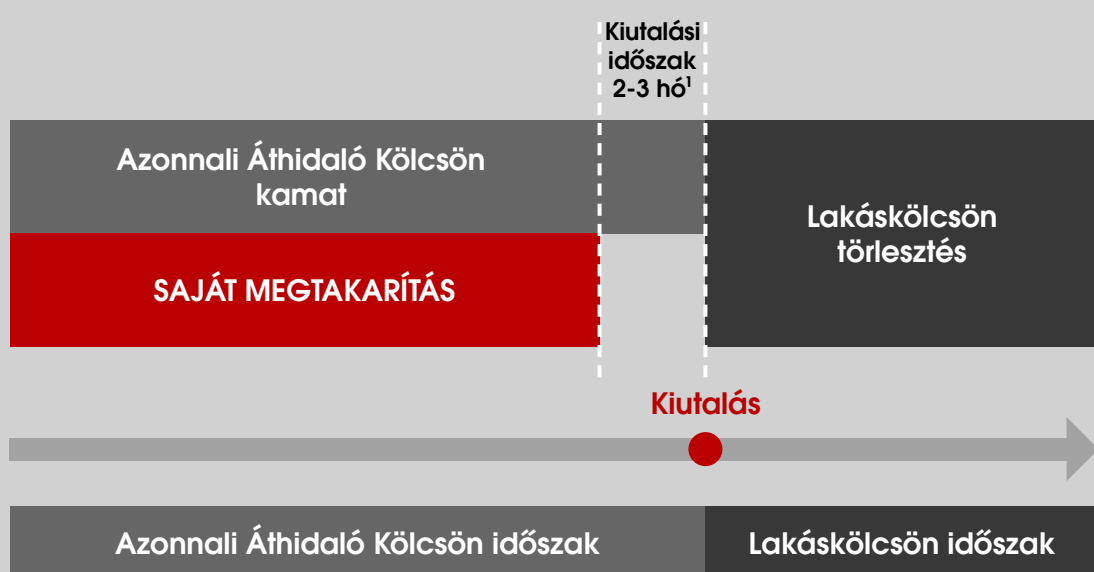 Kiutalási
időszak
2-3 hó¹
Azonnali Áthidaló Kölcsön
kamat
SAJÁT MEGTAKARÍTÁS
Lakáskölcsön
törlesztés
Kiutalás
Azonnali Áthidaló Kölcsön időszak
Lakáskölcsön időszak